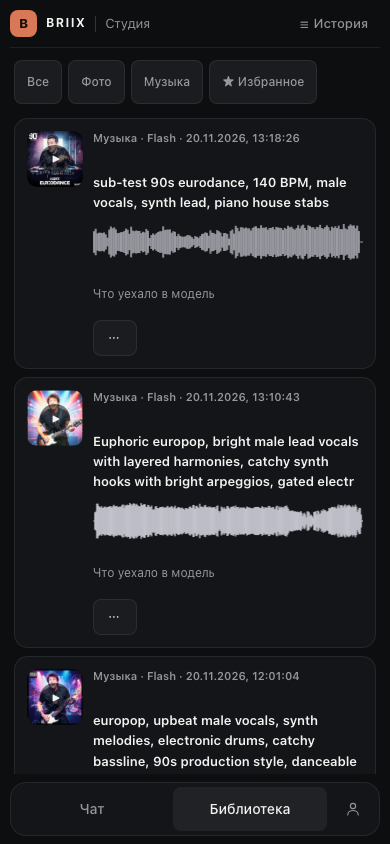 B BRIIX Студия
≡ История
Все
Фото
Музыка
★ Избранное
Музыка · Flash · 20.11.2026, 13:18:26
90
EURODANCE
sub-test 90s eurodance, 140 BPM, male
vocals, synth lead, piano house stabs
Что уехало в модель
···
Музыка · Flash · 20.11.2026, 13:10:43
Euphoric europop, bright male lead vocals
with layered harmonies, catchy synth
hooks with bright arpeggios, gated electr
Что уехало в модель
···
Музыка · Flash · 20.11.2026, 12:01:04
europop, upbeat male vocals, synth
melodies, electronic drums, catchy
bassline, 90s production style, danceable
Чат
Библиотека